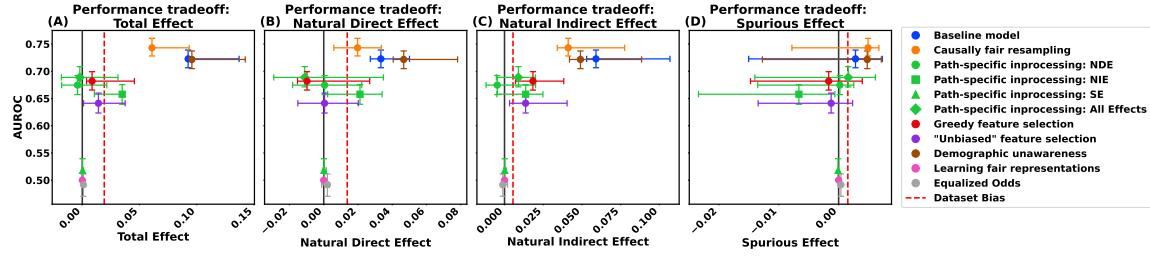 Performance tradeoff:
(A) Total Effect
Performance tradeoff:
(B) Natural Direct Effect
Performance tradeoff:
(C) Natural Indirect Effect
Performance tradeoff:
(D) Spurious Effect
AUROC
0.75
0.70
0.65
0.60
0.55
0.50
0.00
0.05
0.10
0.15
Total Effect
−0.02
0.00
0.02
0.04
0.06
0.08
Natural Direct Effect
0.000
0.025
0.050
0.075
0.100
Natural Indirect Effect
−0.02
−0.01
0.00
Spurious Effect
Baseline model
Causally fair resampling
Path-specific inprocessing: NDE
Path-specific inprocessing: NIE
Path-specific inprocessing: SE
Path-specific inprocessing: All Effects
Greedy feature selection
"Unbiased" feature selection
Demographic unawareness
Learning fair representations
Equalized Odds
Dataset Bias